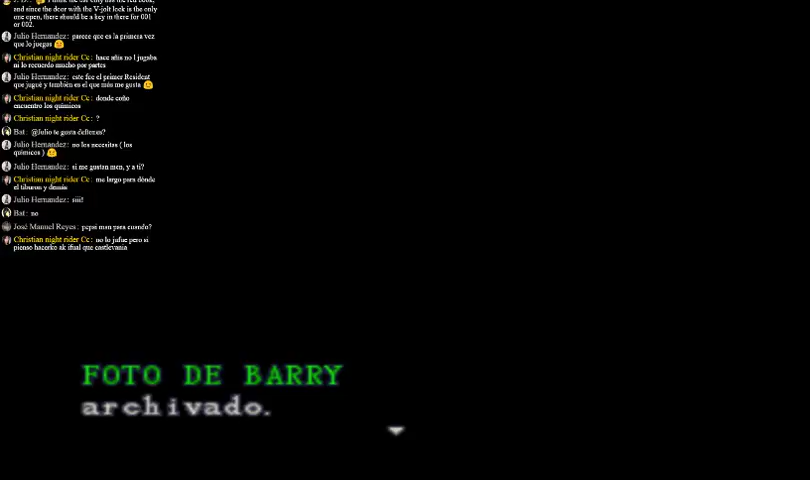 and since the door with the V-jolt lock is the only
one open, there should be a key in there for 001
or 002.
Julio Hernandez: parece que es la primera vez
que lo juegas
Christian night rider Cc: hace años no l jugaba
ni lo recuerdo mucho por partes
Julio Hernandez: este fue el primer Resident
que jugué y también es el que más me gusta
Christian night rider Cc: donde coño
encuentro los químicos
Christian night rider Cc: ?
Bat: @Julio te gusta deftones?
Julio Hernandez: no los necesitas ( los
químicos )
Julio Hernandez: si me gustan men, y a ti?
Christian night rider Cc: me largo para dónde
el tiburon y demás
Julio Hernandez: siii!
Bat: no
José Manuel Reyes: pepsi man para cuando?
Christian night rider Cc: no lo jufue pero si
pienso hacerlo ak ifual que castlevania
FOTO DE BARRY
archivado.